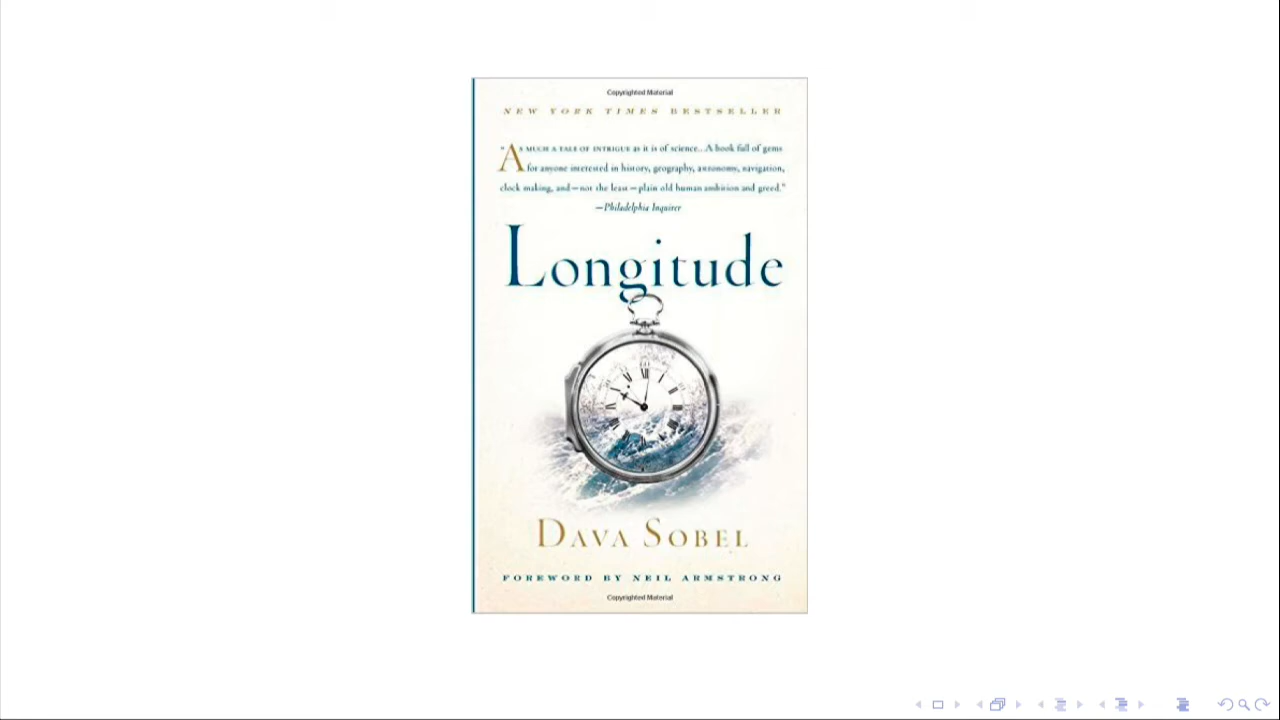 Copyrighted Material
NEW YORK TIMES BESTSELLER
"AS MUCH A TALE OF INTRIGUE as it is of science...A book full of gems
for anyone interested in history, geography, astronomy, navigation,
clock making, and—not the least—plain old human ambition and greed."
—Philadelphia Inquirer
Longitude
DAVA SOBEL
FOREWORD BY NEIL ARMSTRONG
Copyrighted Material